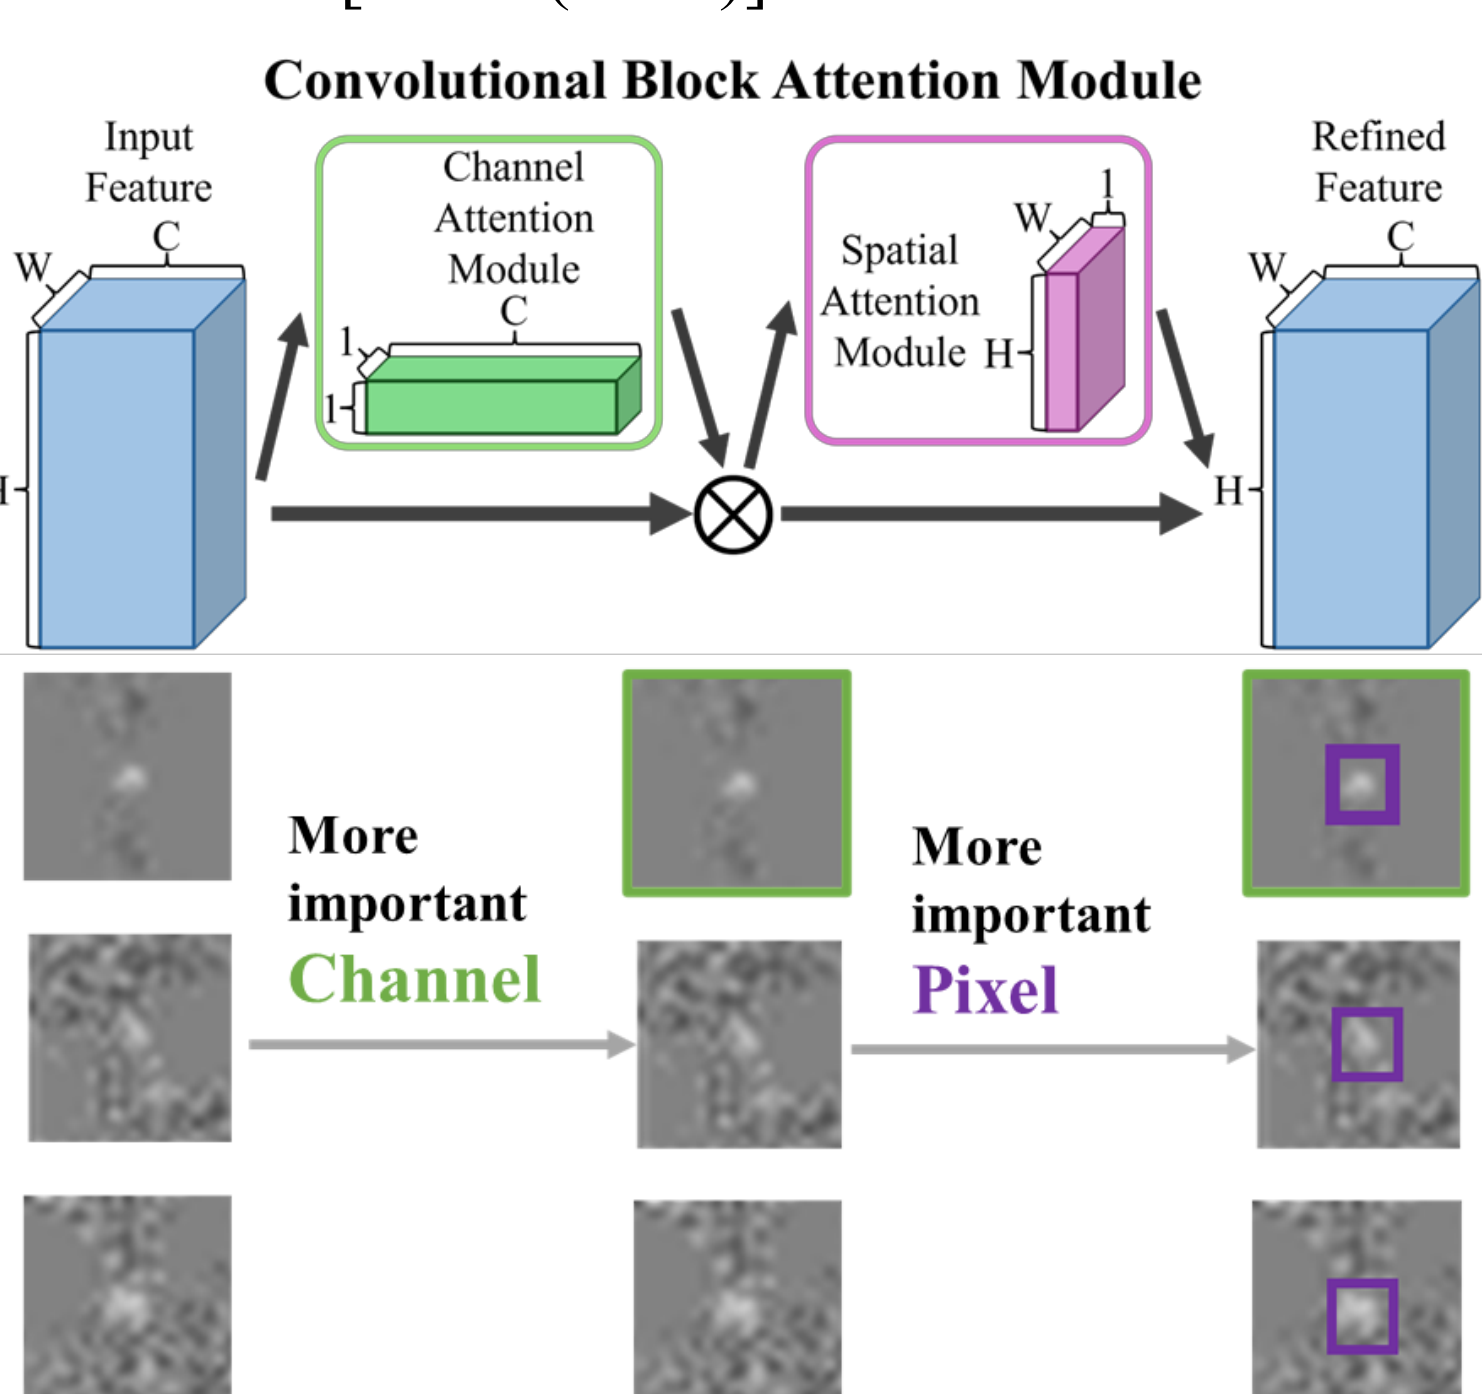 [ ( ) ]
Convolutional Block Attention Module
Input
Feature
C
W
H
Channel
Attention
Module
C
1
1
Spatial
Attention
Module
1
W
H
Refined
Feature
C
W
H
More
important
Channel
More
important
Pixel